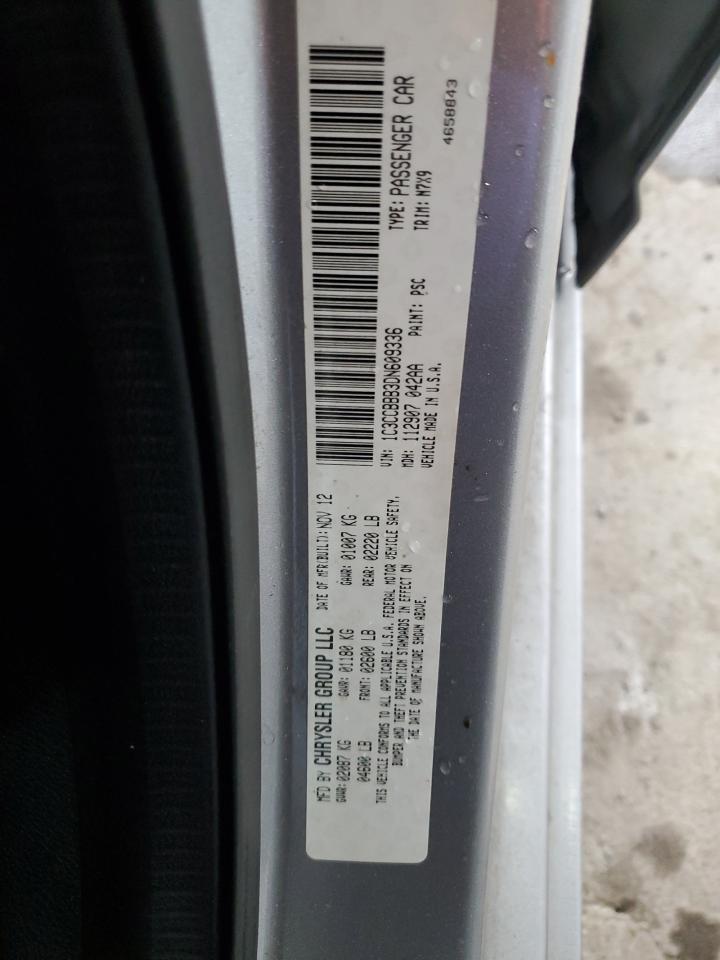 MFD BY CHRYSLER GROUP LLC DATE OF MFR(BUILT): NOV 12
GVWR: 02087 KG GAWR: 01180 KG GAWR: 01007 KG
04600 LB FRONT: 02600 LB REAR: 02220 LB
THIS VEHICLE CONFORMS TO ALL APPLICABLE U.S.A. FEDERAL MOTOR VEHICLE SAFETY,
BUMPER AND THEFT PREVENTION STANDARDS IN EFFECT ON
THE DATE OF MANUFACTURE SHOWN ABOVE.
VIN: 1C3CCBBB3DN609336 TYPE: PASSENGER CAR
MDH: 112907 042AA PAINT: PSC TRIM: N7X9
VEHICLE MADE IN U.S.A. 4658843